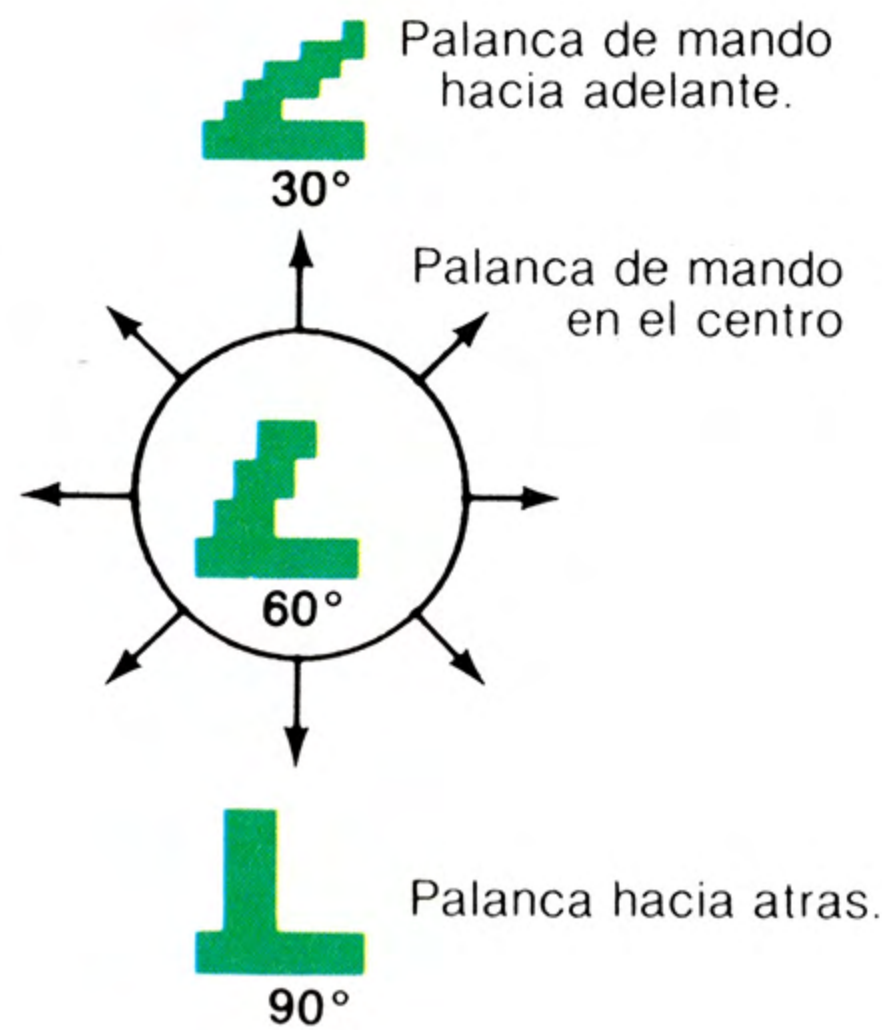 Palanca de mando
hacia adelante.
30°
Palanca de mando
en el centro
60°
Palanca hacia atras.
90°